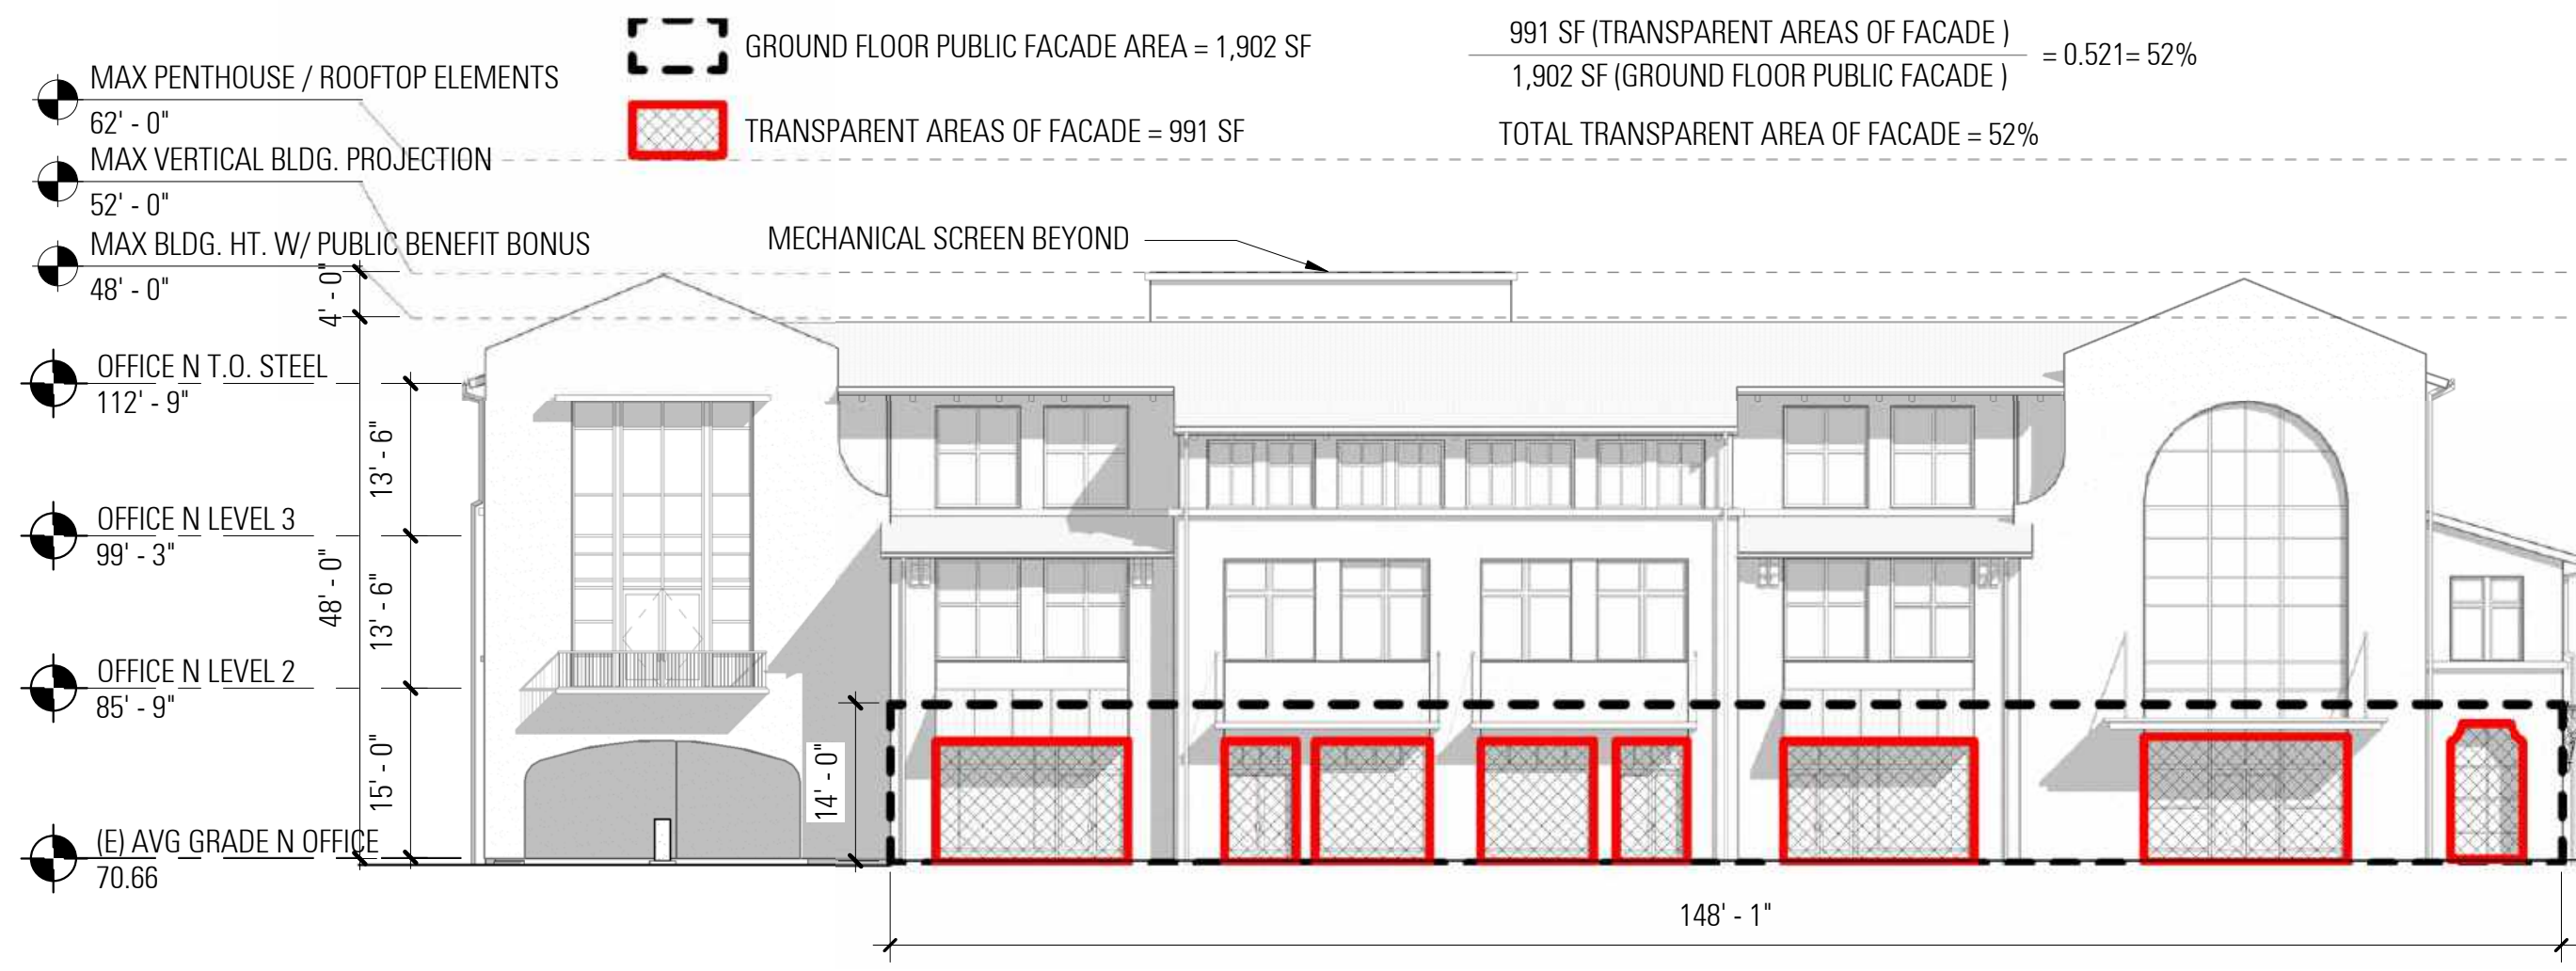 GROUND FLOOR PUBLIC FACADE AREA = 1,902 SF
TRANSPARENT AREAS OF FACADE = 991 SF
991 SF (TRANSPARENT AREAS OF FACADE )
1,902 SF (GROUND FLOOR PUBLIC FACADE )
= 0.521= 52%
TOTAL TRANSPARENT AREA OF FACADE = 52%
MAX PENTHOUSE / ROOFTOP ELEMENTS
62' - 0"
MAX VERTICAL BLDG. PROJECTION
52' - 0"
MAX BLDG. HT. W/ PUBLIC BENEFIT BONUS
48' - 0"
MECHANICAL SCREEN BEYOND
4' - 0"
OFFICE N T.O. STEEL
112' - 9"
13' - 6"
OFFICE N LEVEL 3
99' - 3"
48' - 0"
13' - 6"
OFFICE N LEVEL 2
85' - 9"
15' - 0"
14' - 0"
(E) AVG GRADE N OFFICE
70.66
148' - 1"